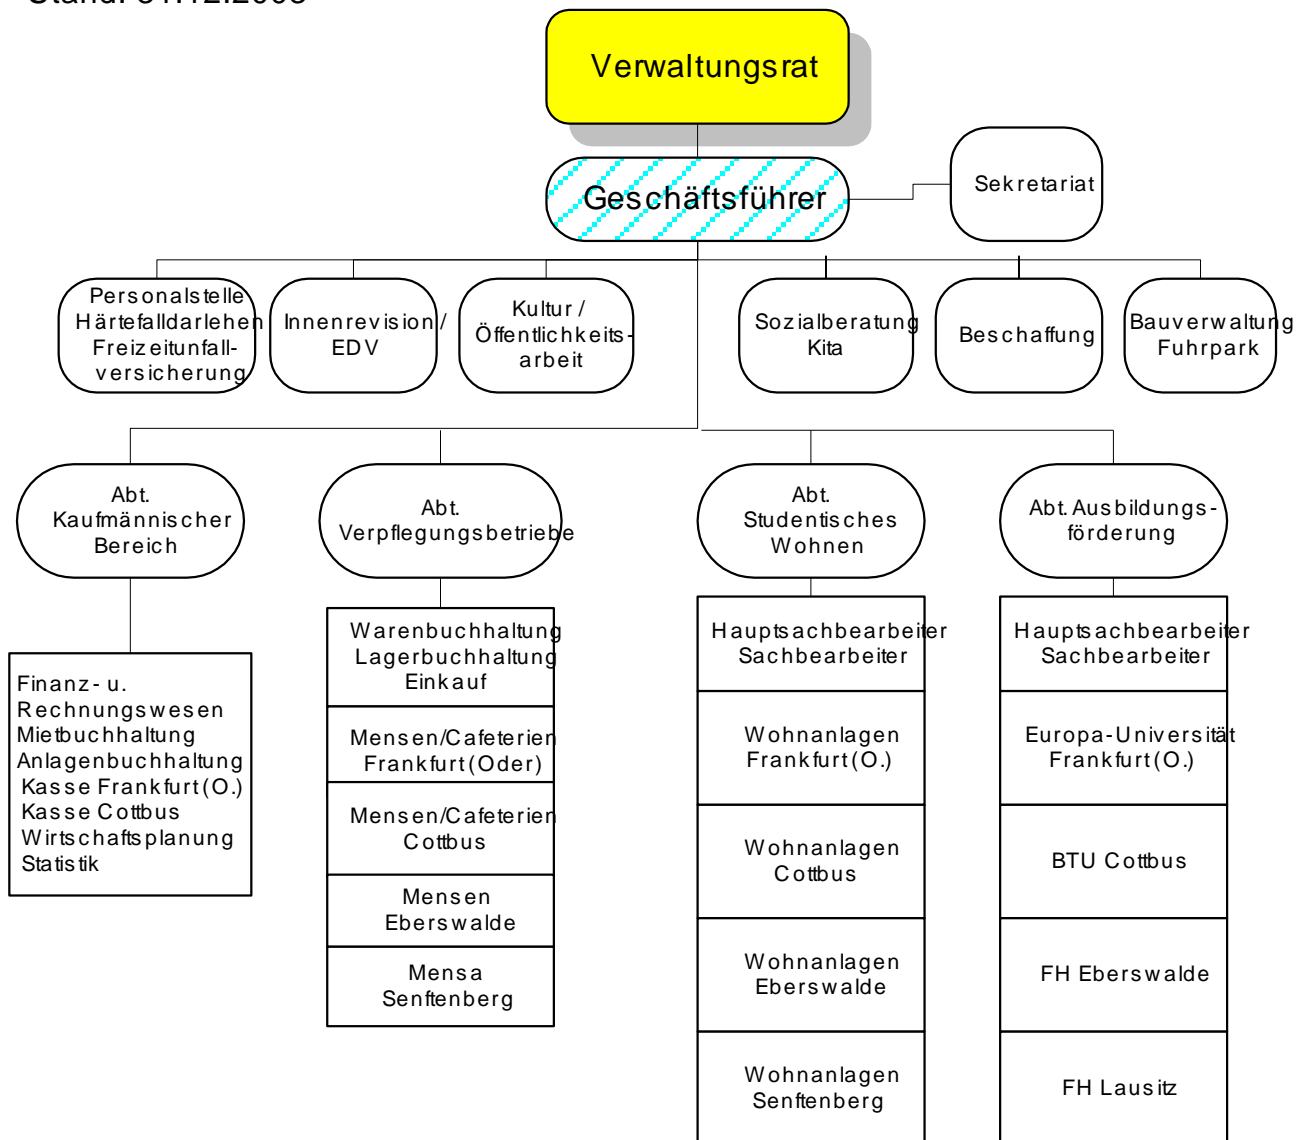 Verwaltungsrat
Geschäftsführer
Sekretariat
Personalstelle
Härtefalldarlehen
Freizeitunfall-
versicherung
Innenrevision /
EDV
Kultur /
Öffentlichkeits-
arbeit
Sozialberatung
Kita
Beschaffung
Bauverwaltung
Fuhrpark
Abt.
Kaufmännischer
Bereich
Abt.
Verpflegungsbetriebe
Abt.
Studentisches
Wohnen
Abt. Ausbildungs-
förderung
Finanz- u.
Rechnungswesen
Mietbuchhaltung
Anlagenbuchhaltung
Kasse Frankfurt (O.)
Kasse Cottbus
Wirtschaftsplanung
Statistik
Warenbuchhaltung
Lagerbuchhaltung
Einkauf
Mensen/Cafeterien
Frankfurt (Oder)
Mensen/Cafeterien
Cottbus
Mensen
Eberswalde
Mensa
Senftenberg
Hauptsachbearbeiter
Sachbearbeiter
Wohnanlagen
Frankfurt (O.)
Wohnanlagen
Cottbus
Wohnanlagen
Eberswalde
Wohnanlagen
Senftenberg
Hauptsachbearbeiter
Sachbearbeiter
Europa-Universität
Frankfurt (O.)
BTU Cottbus
FH Eberswalde
FH Lausitz